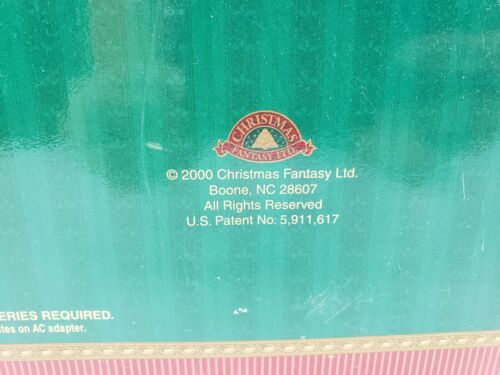 CHRISTMAS
FANTASY LTD.
© 2000 Christmas Fantasy Ltd.
Boone, NC 28607
All Rights Reserved
U.S. Patent No. 5,911,617
ERIES REQUIRED.
tes on AC adapter.